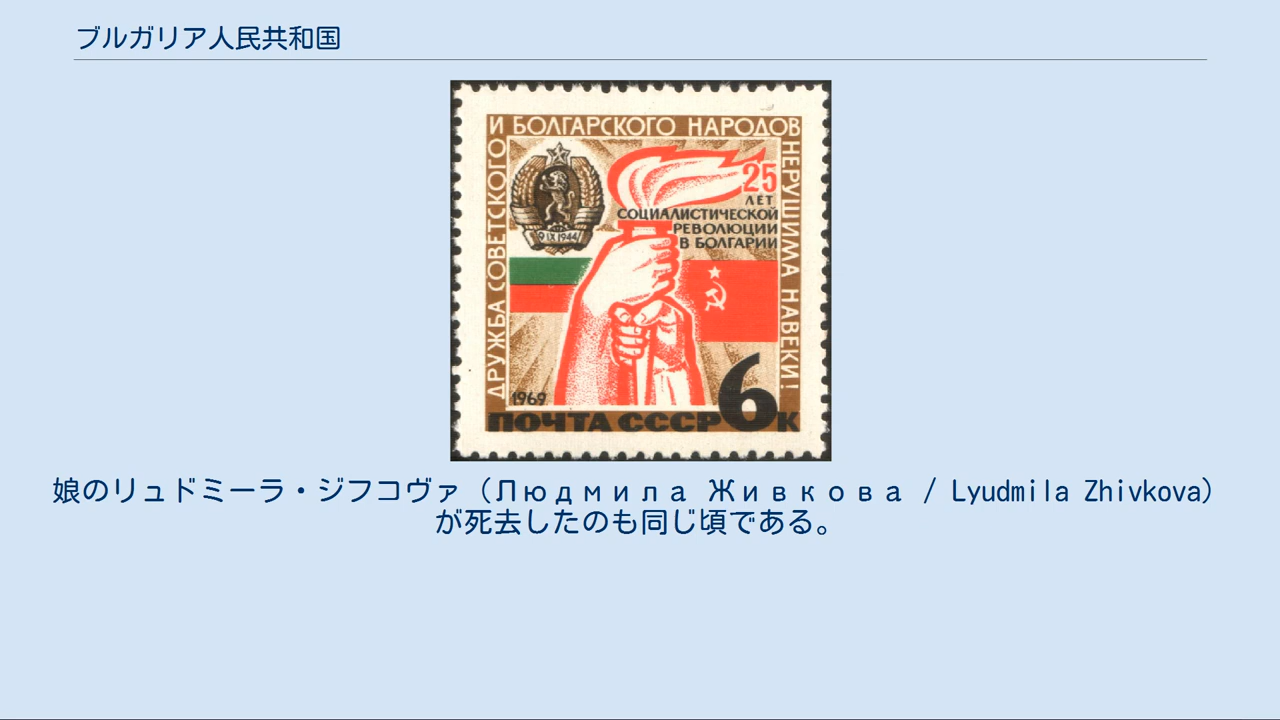 ブルガリア人民共和国
ДРУЖБА СОВЕТСКОГО И БОЛГАРСКОГО НАРОДОВ НЕРУШИМА НАВЕКИ!
9 IX 1944
25
ЛЕТ
СОЦИАЛИСТИЧЕСКОЙ
РЕВОЛЮЦИИ
В БОЛГАРИИ
1969
ПОЧТА СССР 6К
娘のリュドミーラ・ジフコヴァ（Людмила Живкова / Lyudmila Zhivkova）
が死去したのも同じ頃である。